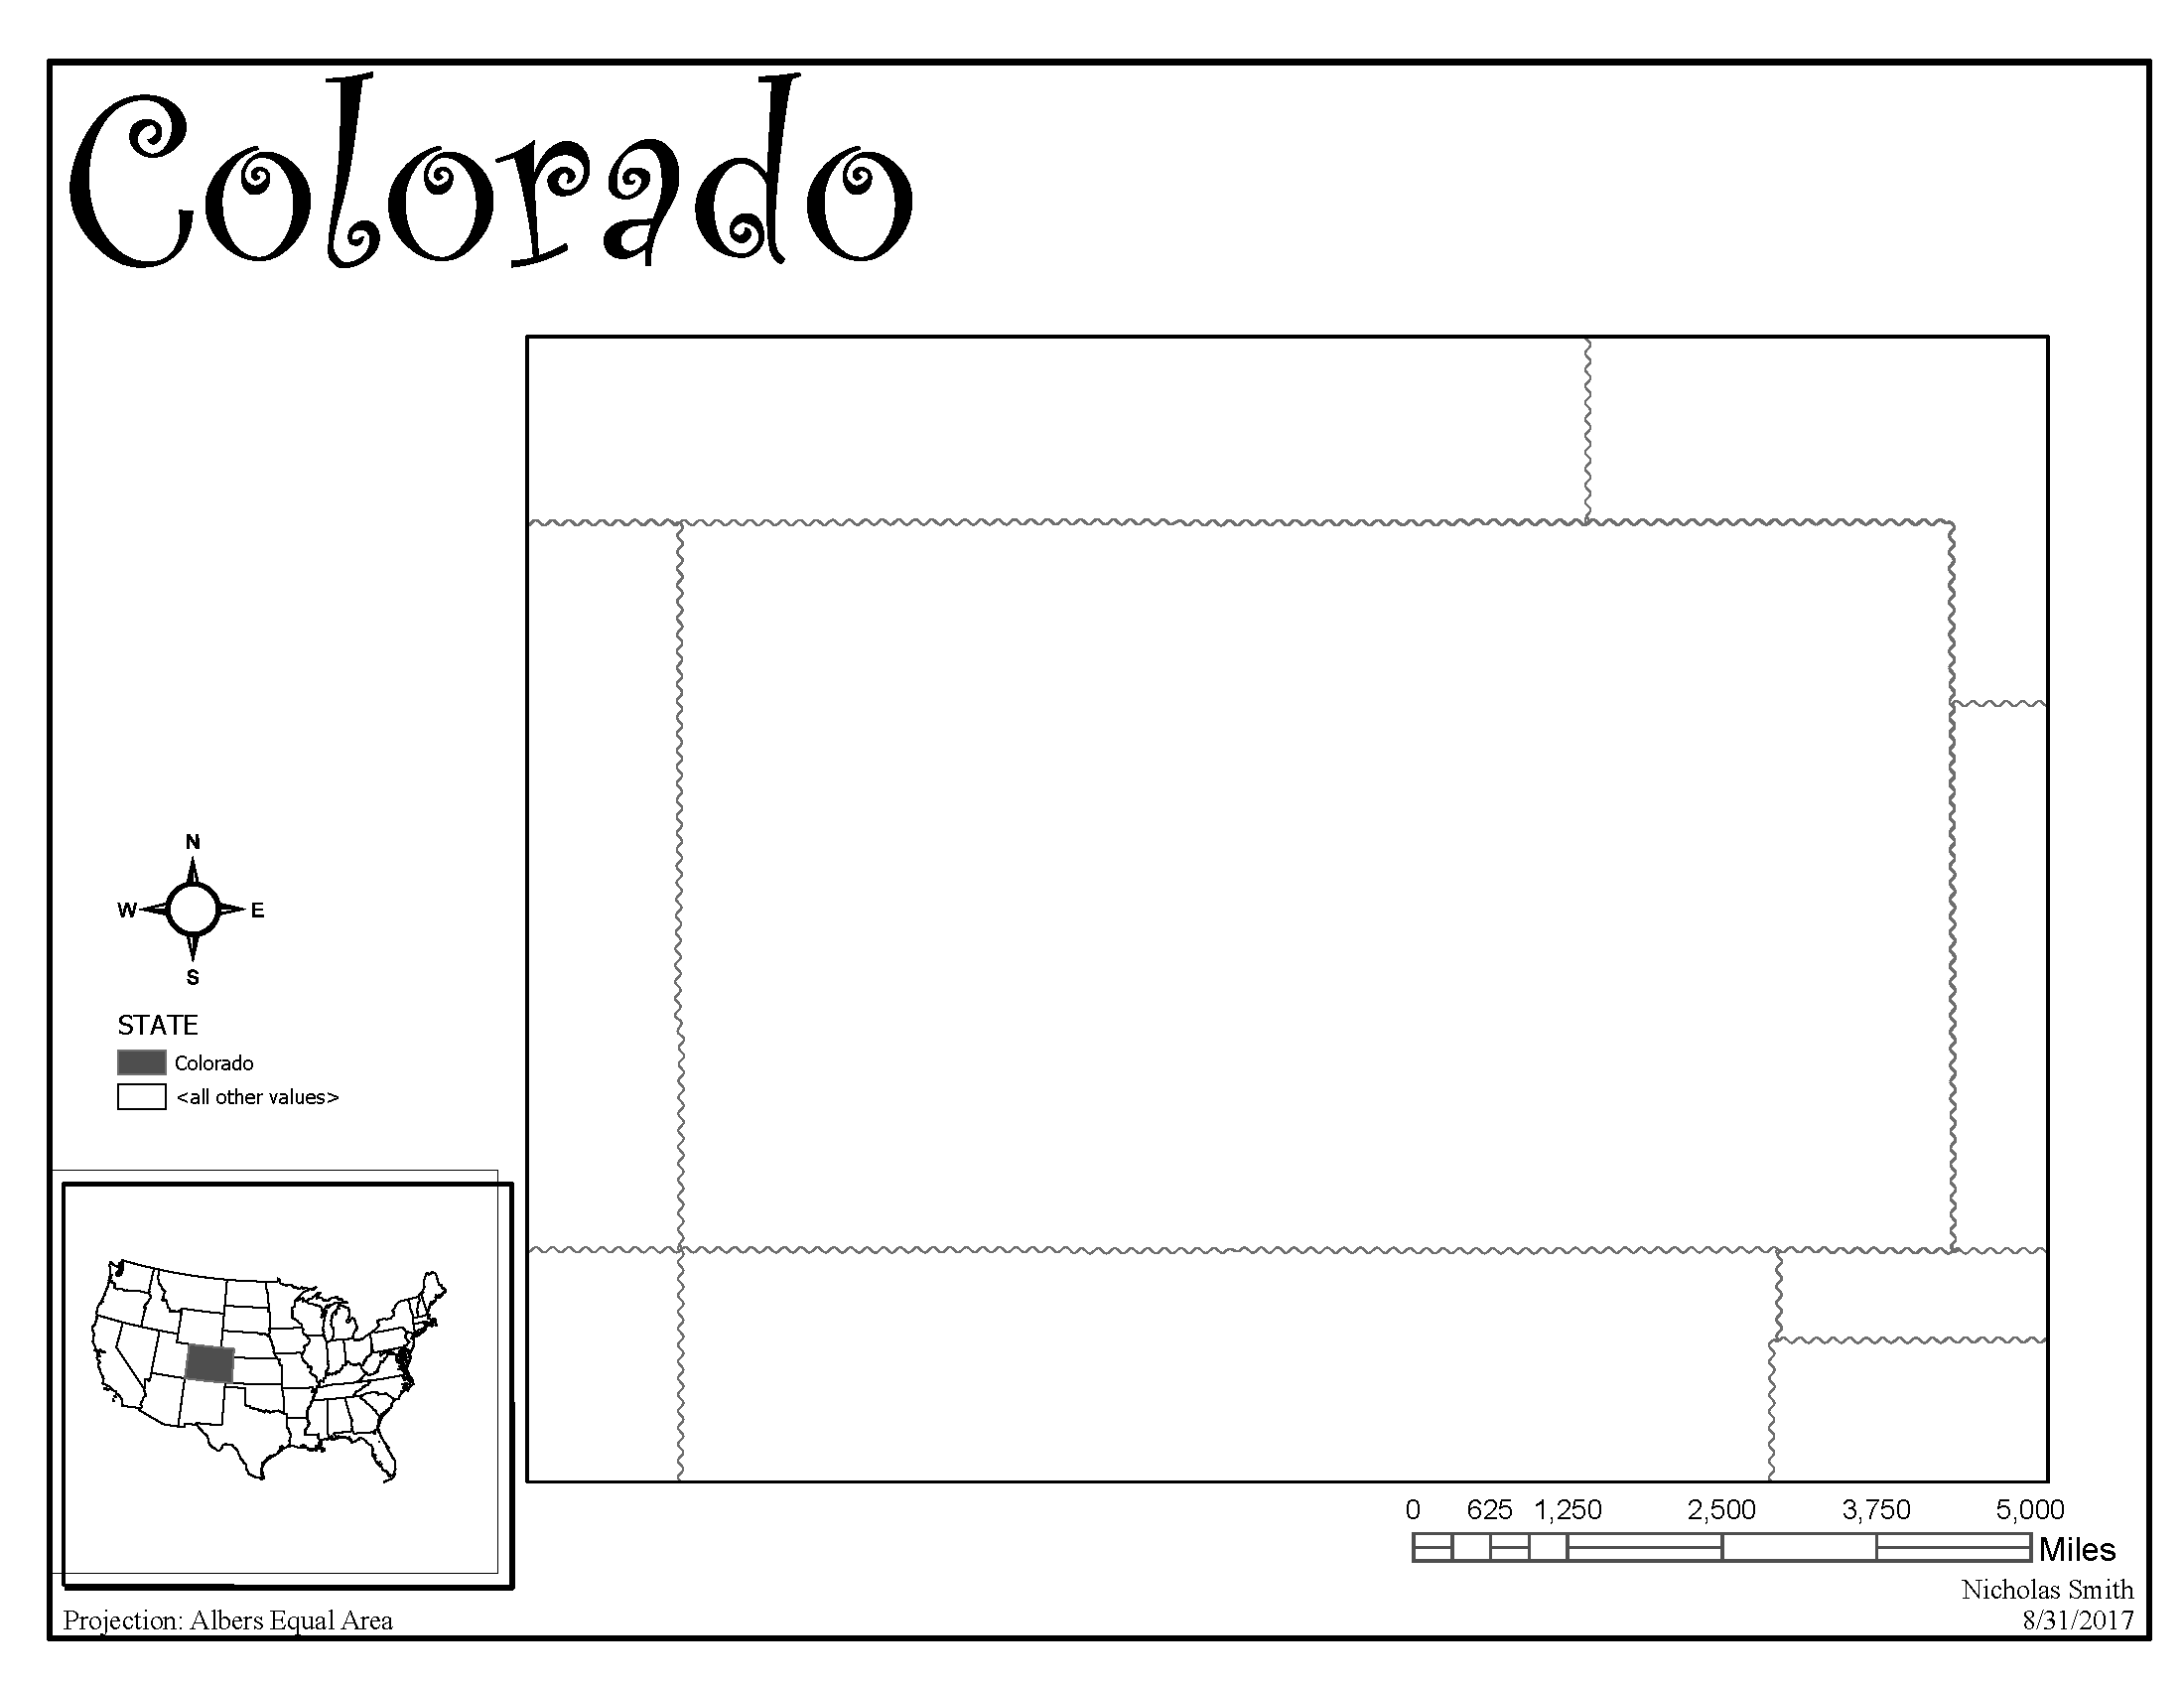 Colorado
N
W E
S
STATE
Colorado
<all other values>
0 625 1,250 2,500 3,750 5,000
Miles
Nicholas Smith
8/31/2017
Projection: Albers Equal Area